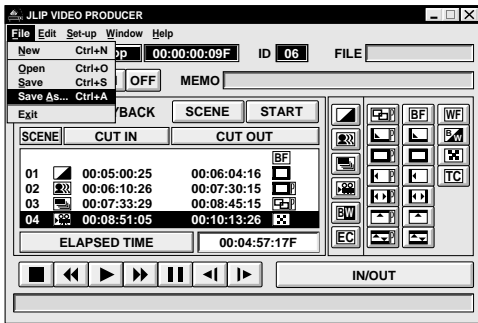 JLIP VIDEO PRODUCER
File Edit Set-up Window Help
New Ctrl+N
Open Ctrl+O
Save Ctrl+S
Save As... Ctrl+A
Exit
00:00:00:09F ID 06 FILE
OFF MEMO
SCENE START
SCENE CUT IN CUT OUT
BF
01 00:05:00:25 00:06:04:16
02 00:06:10:26 00:07:30:15 P
03 00:07:33:29 00:08:45:15 P
04 00:08:51:05 00:10:13:26
ELAPSED TIME 00:04:57:17F
P BF WF
P B/W
P
P TC
P
BW P
EC P
IN/OUT